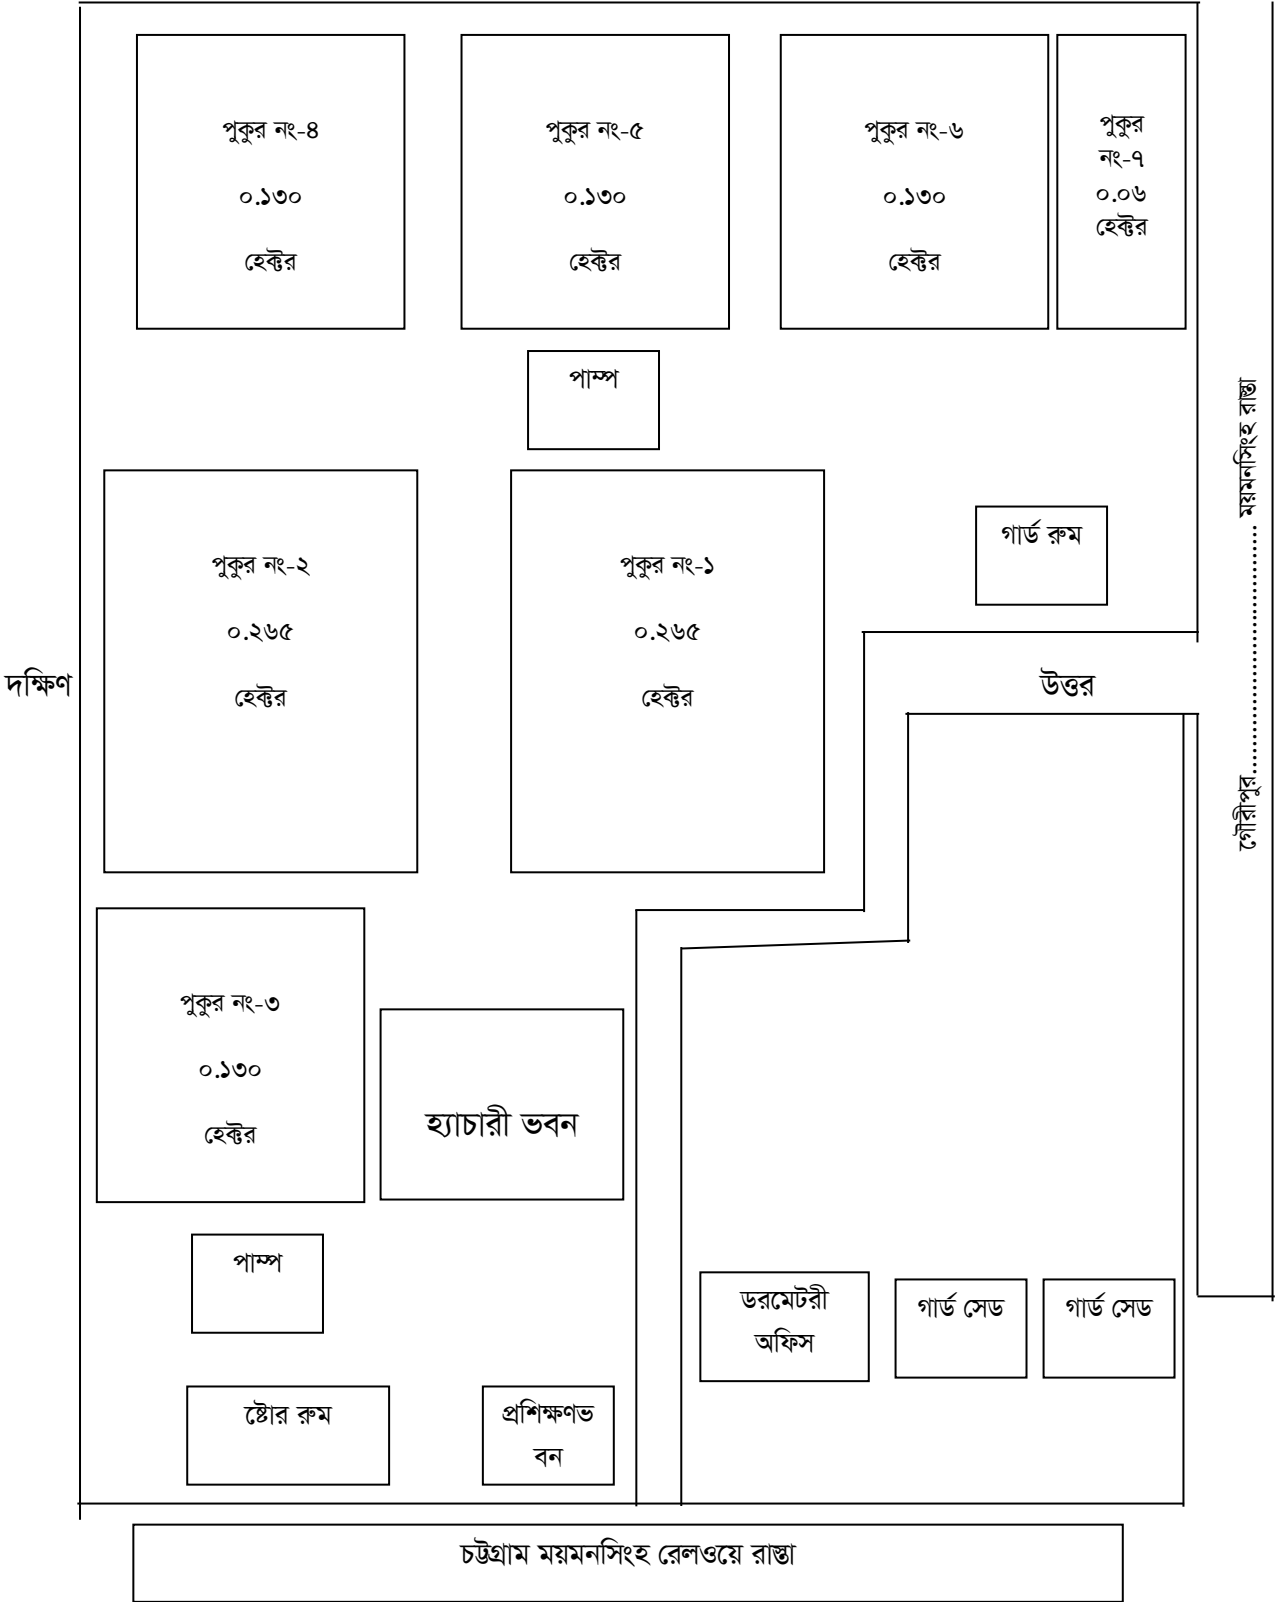 পুকুর নং-৪
০.১৩০
হেক্টর
পুকুর নং-৫
০.১৩০
হেক্টর
পুকুর নং-৬
০.১৩০
হেক্টর
পুকুর
নং-৭
০.০৬
হেক্টর
পাম্প
পুকুর নং-২
০.২৬৫
হেক্টর
পুকুর নং-১
০.২৬৫
হেক্টর
গার্ড রুম
দক্ষিণ
উত্তর
গৌরীপুর.......................................... ময়মনসিংহ রাস্তা
পুকুর নং-৩
০.১৩০
হেক্টর
হ্যাচারী ভবন
পাম্প
ডরমেটরী
অফিস
গার্ড সেড
গার্ড সেড
ষ্টোর রুম
প্রশিক্ষণভ
বন
চট্টগ্রাম ময়মনসিংহ রেলওয়ে রাস্তা